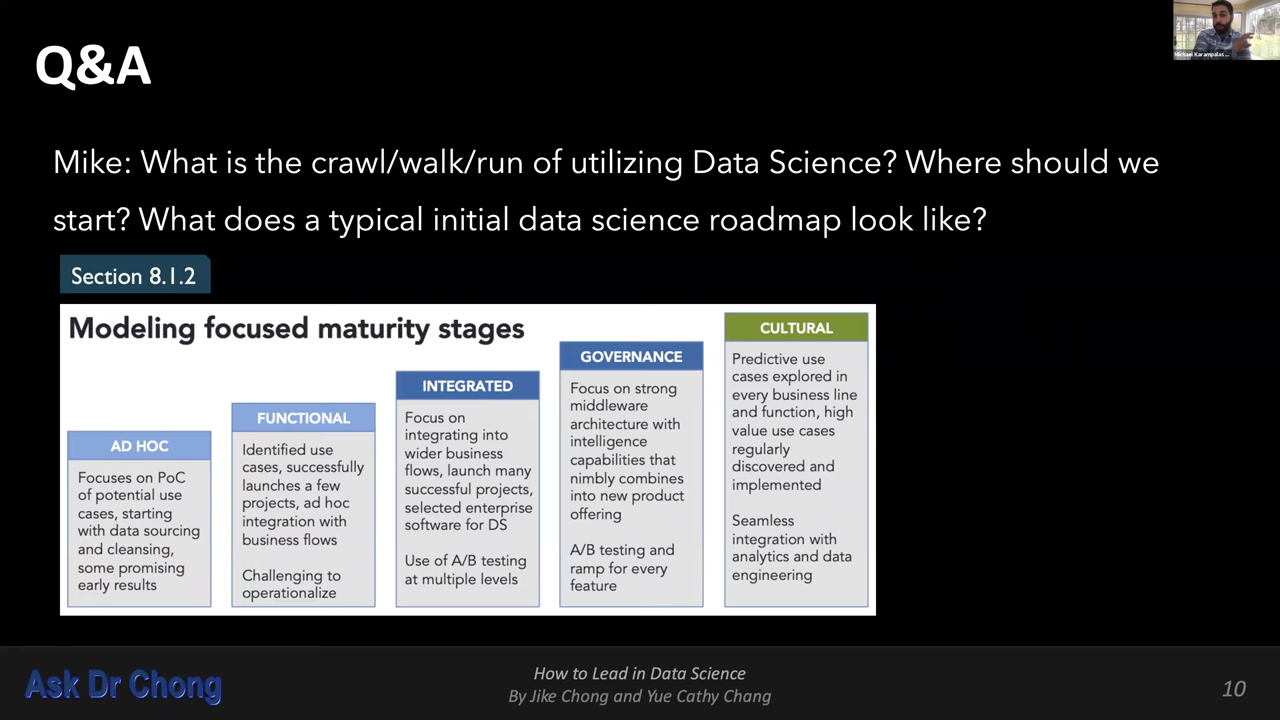 Michael Karampalas
Q&A
Mike: What is the crawl/walk/run of utilizing Data Science? Where should we
start? What does a typical initial data science roadmap look like?
Section 8.1.2
Modeling focused maturity stages
AD HOC
Focuses on PoC
of potential use
cases, starting
with data sourcing
and cleansing,
some promising
early results
FUNCTIONAL
Identified use
cases, successfully
launches a few
projects, ad hoc
integration with
business flows
Challenging to
operationalize
INTEGRATED
Focus on
integrating into
wider business
flows, launch many
successful projects,
selected enterprise
software for DS
Use of A/B testing
at multiple levels
GOVERNANCE
Focus on strong
middleware
architecture with
intelligence
capabilities that
nimbly combines
into new product
offering
A/B testing and
ramp for every
feature
CULTURAL
Predictive use
cases explored in
every business line
and function, high
value use cases
regularly
discovered and
implemented
Seamless
integration with
analytics and data
engineering
Ask Dr Chong
How to Lead in Data Science
By Jike Chong and Yue Cathy Chang
10